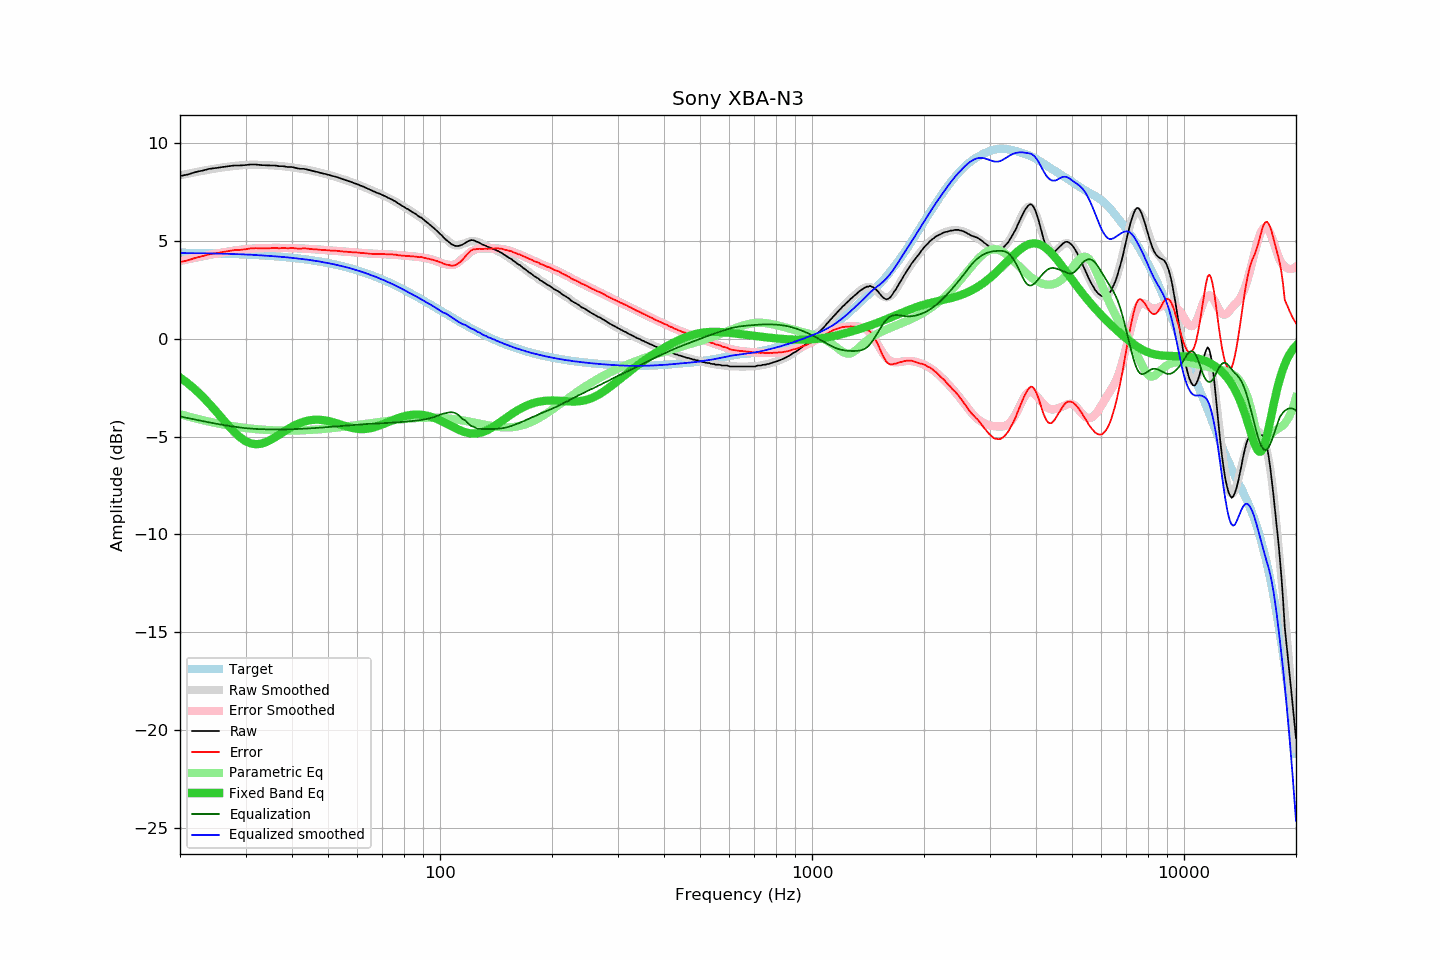 Sony XBA-N3
10
5
0
−5
−10
−15
−20
−25
Amplitude (dBr)
Target
Raw Smoothed
Error Smoothed
Raw
Error
Parametric Eq
Fixed Band Eq
Equalization
Equalized smoothed
100 1000 10000
Frequency (Hz)